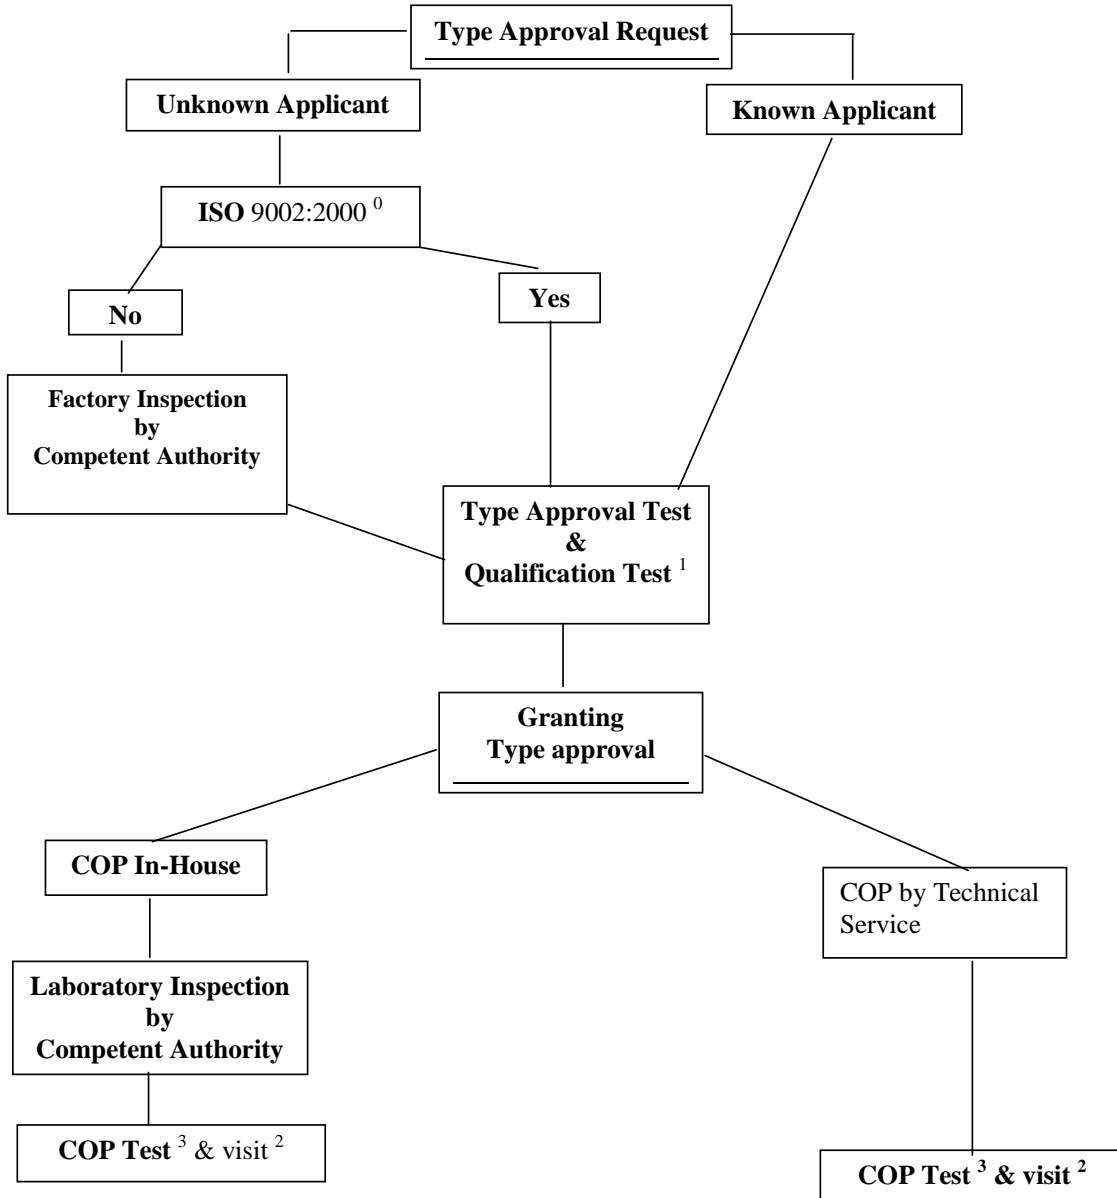 Type Approval Request
Unknown Applicant
Known Applicant
ISO 9002:2000 0
No
Yes
Factory Inspection
by
Competent Authority
Type Approval Test
&
Qualification Test 1
Granting
Type approval
COP In-House
COP by Technical
Service
Laboratory Inspection
by
Competent Authority
COP Test 3 & visit 2
COP Test 3 & visit 2